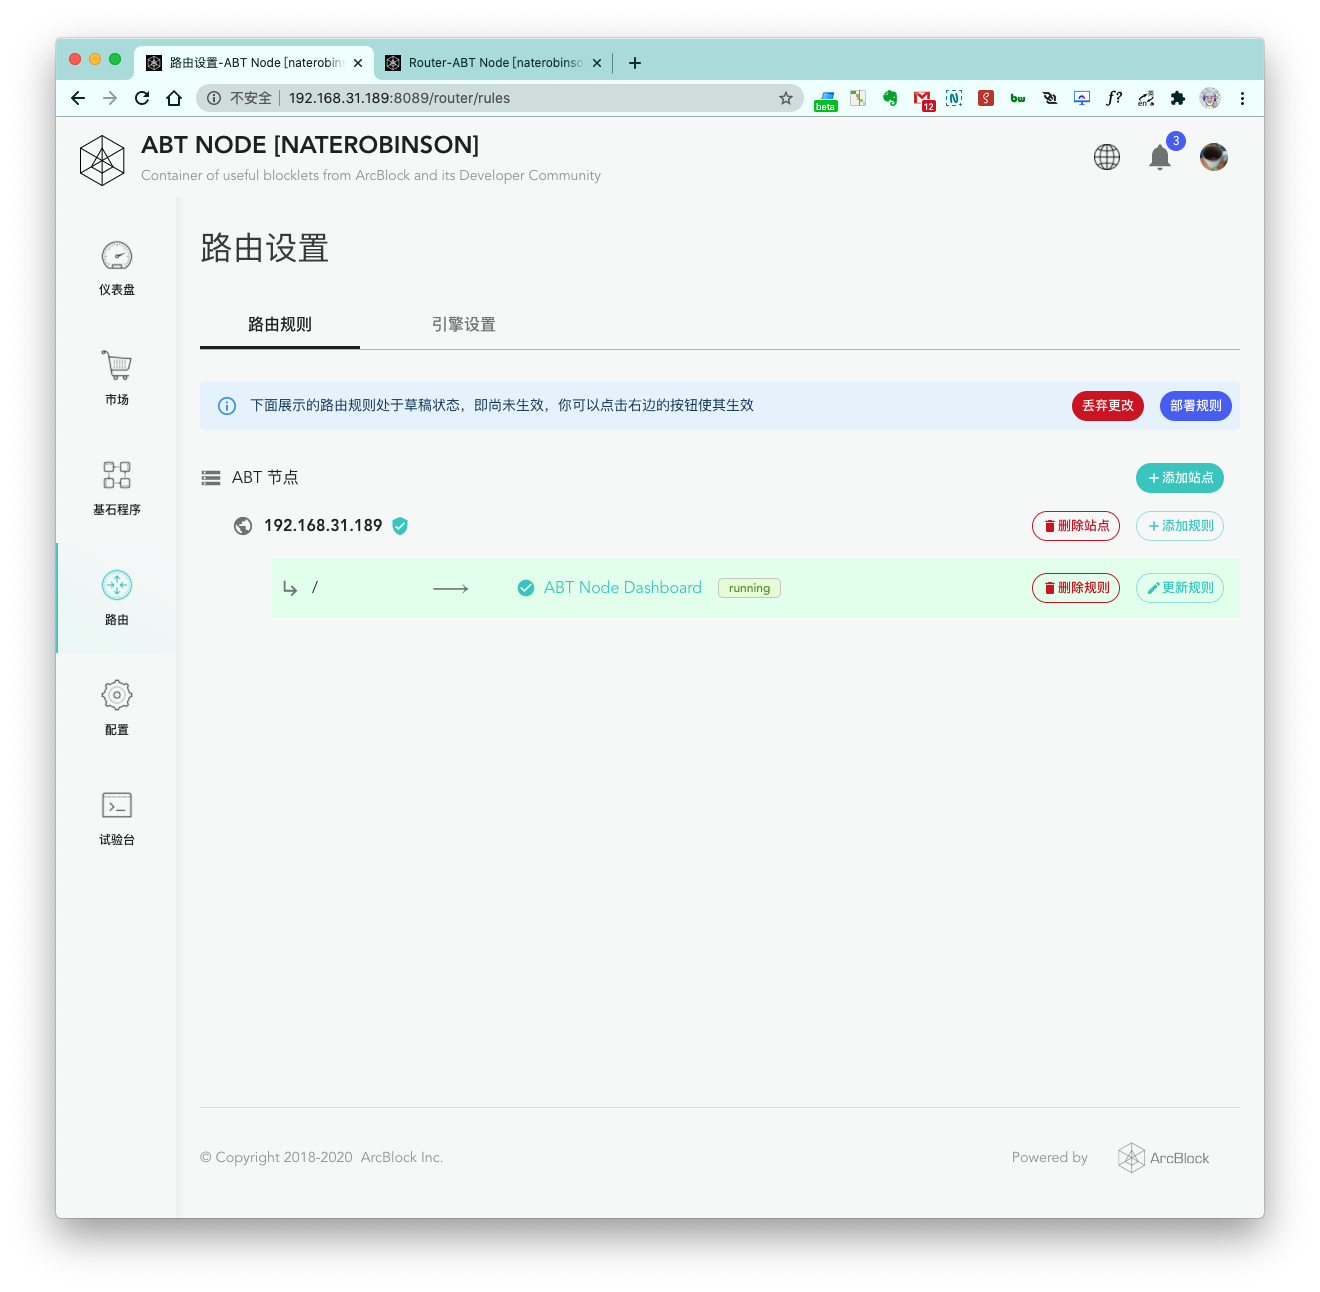 路由设置-ABT Node [naterobins
Router-ABT Node [naterobinso
不安全
192.168.31.189:8089/router/rules
beta
12
bw
f?
en
英
ABT NODE [NATEROBINSON]
Container of useful blocklets from ArcBlock and its Developer Community
3
仪表盘
市场
基石程序
路由
配置
试验台
路由设置
路由规则
引擎设置
下面展示的路由规则处于草稿状态，即尚未生效，你可以点击右边的按钮使其生效
丢弃更改
部署规则
ABT 节点
+添加站点
192.168.31.189
删除站点
+添加规则
/
ABT Node Dashboard
running
删除规则
更新规则
© Copyright 2018-2020 ArcBlock Inc.
Powered by
ArcBlock